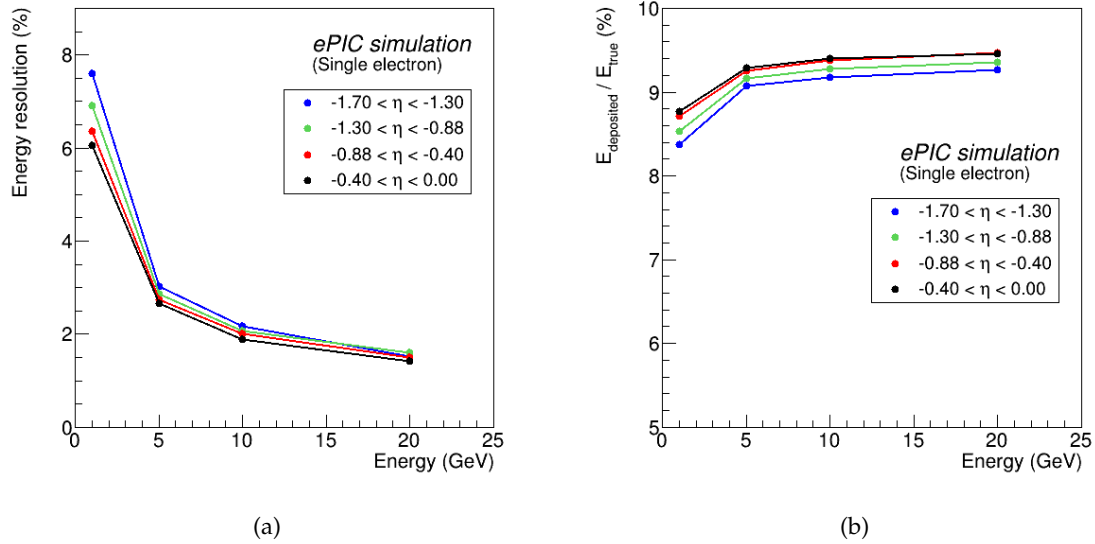 Energy resolution (%)
8
6
4
2
0
0 5 10 15 20 25
Energy (GeV)
ePIC simulation
(Single electron)
-1.70 < η < -1.30
-1.30 < η < -0.88
-0.88 < η < -0.40
-0.40 < η < 0.00
(a)
E_deposited / E_true (%)
10
9
8
7
6
5
0 5 10 15 20 25
Energy (GeV)
ePIC simulation
(Single electron)
-1.70 < η < -1.30
-1.30 < η < -0.88
-0.88 < η < -0.40
-0.40 < η < 0.00
(b)